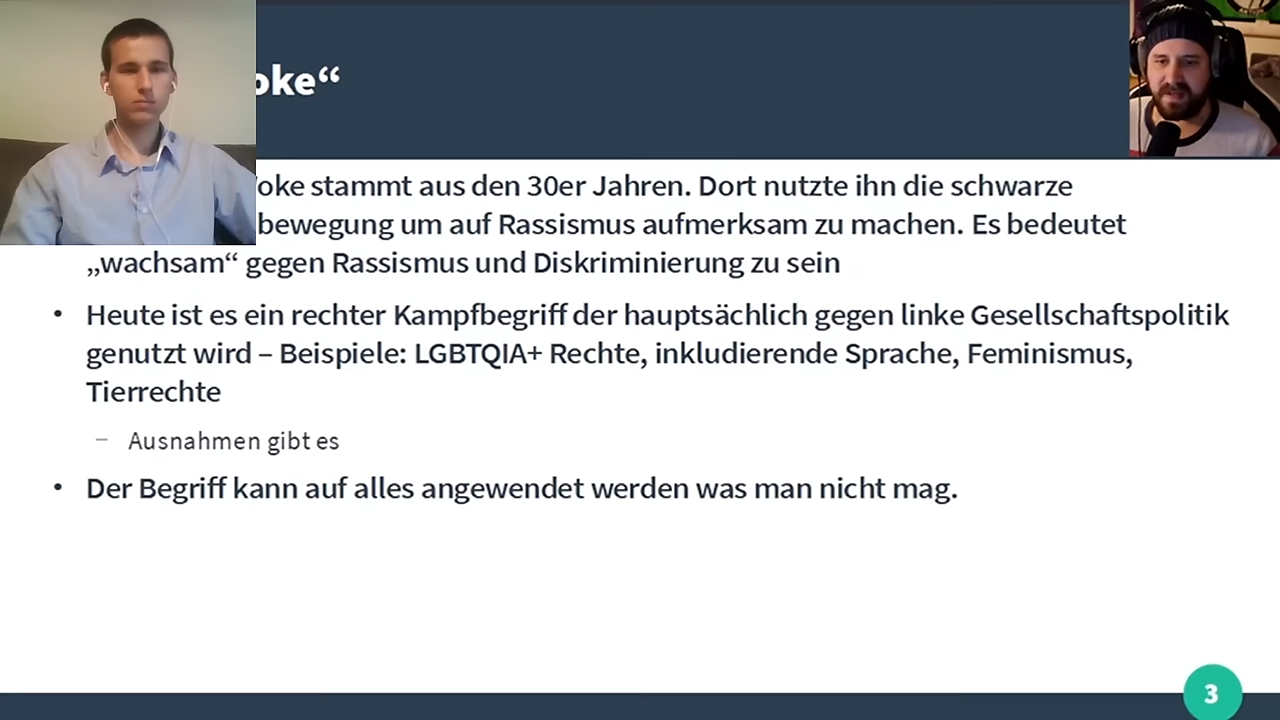 oke“
oke stammt aus den 30er Jahren. Dort nutzte ihn die schwarze
bewegung um auf Rassismus aufmerksam zu machen. Es bedeutet
„wachsam“ gegen Rassismus und Diskriminierung zu sein
• Heute ist es ein rechter Kampfbegriff der hauptsächlich gegen linke Gesellschaftspolitik
genutzt wird – Beispiele: LGBTQIA+ Rechte, inkludierende Sprache, Feminismus,
Tierrechte
– Ausnahmen gibt es
• Der Begriff kann auf alles angewendet werden was man nicht mag.
3